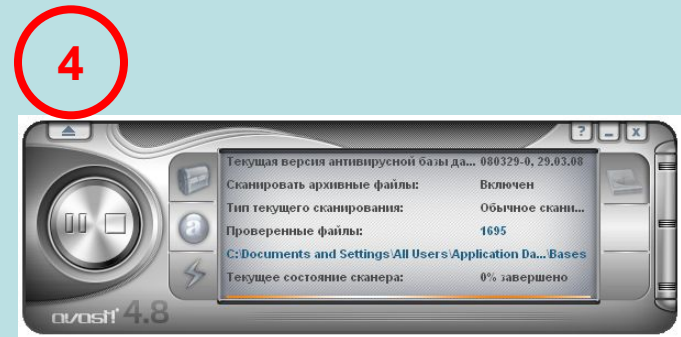 4
? _ x
Текущая версия антивирусной базы да... 080329-0, 29.03.08
Сканировать архивные файлы: Включен
Тип текущего сканирования: Обычное скани...
Проверенные файлы: 1695
C:\Documents and Settings\All Users\Application Da...\Bases
Текущее состояние сканера: 0% завершено
a
avast! 4.8